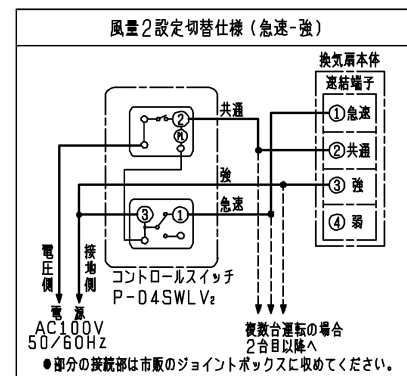 風量2設定切替仕様(急速-強)
換気扇本体
速結端子
①急速
②共通
③ 強
④ 弱
共通
②
PL
強
急速
③
①
電圧側
接地側
コントロールスイッチ
P-04SWLV2
電 源
AC100V
50/60Hz
複数台運転の場合
2台目以降へ
●部分の接続部は市販のジョイントボックスに収めてください。